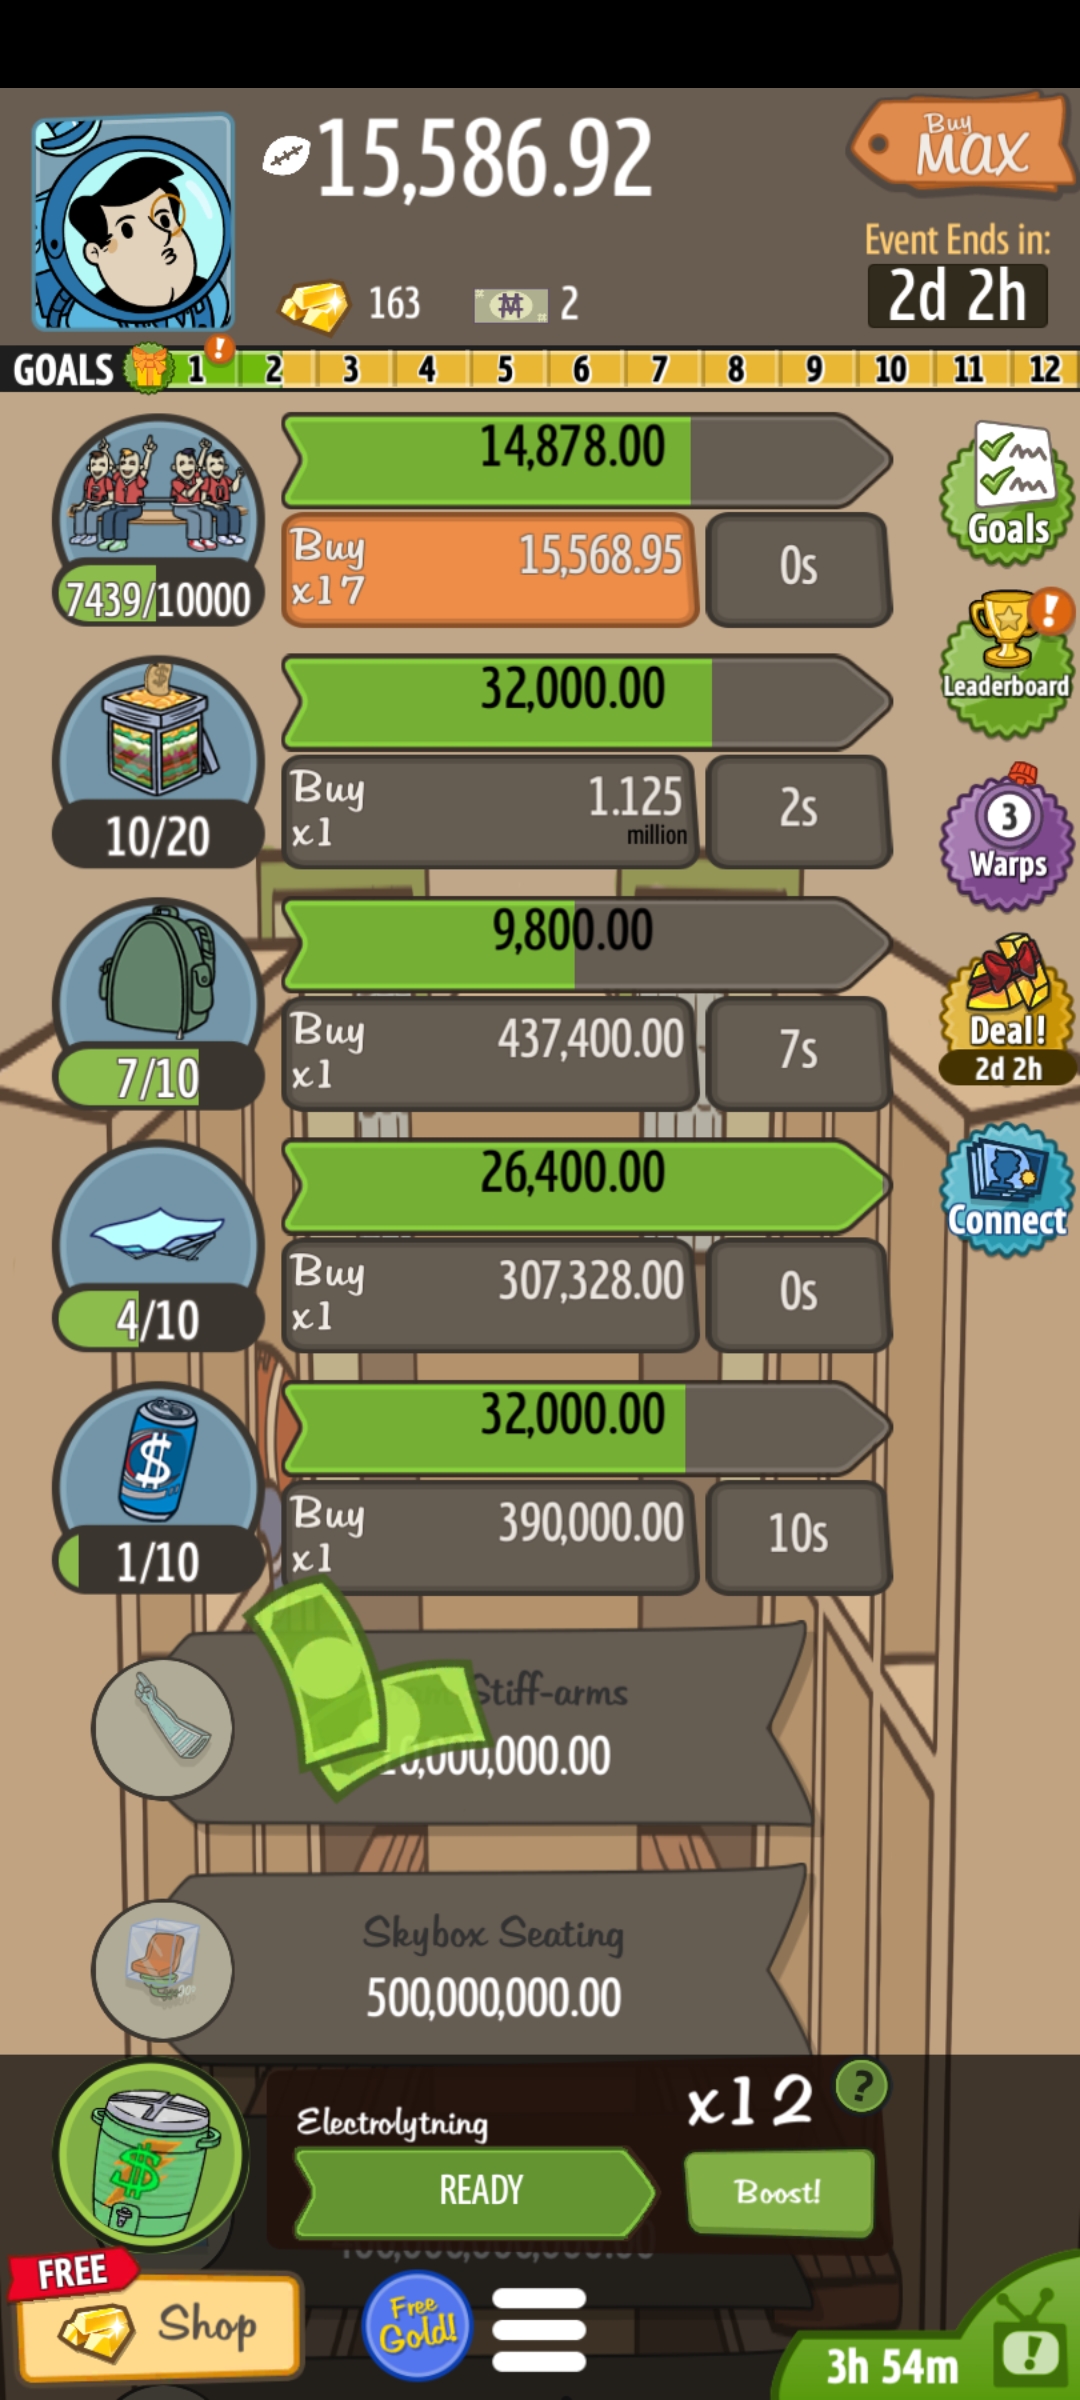 15,586.92
Buy
MAX
Event Ends in:
2d 2h
163
2
GOALS 1 ! 2 3 4 5 6 7 8 9 10 11 12
14,878.00
Buy x17
15,568.95
0s
7439/10000
Goals
32,000.00
Buy x1
1.125 million
2s
10/20
!
Leaderboard
9,800.00
Buy x1
437,400.00
7s
7/10
3
Warps
26,400.00
Buy x1
307,328.00
0s
4/10
Deal!
2d 2h
32,000.00
Buy x1
390,000.00
10s
1/10
Connect
Stiff-arms
0,000,000.00
Skybox Seating
500,000,000.00
Electrolytning
x12
?
READY
Boost!
FREE
Shop
Free Gold!
3h 54m
!